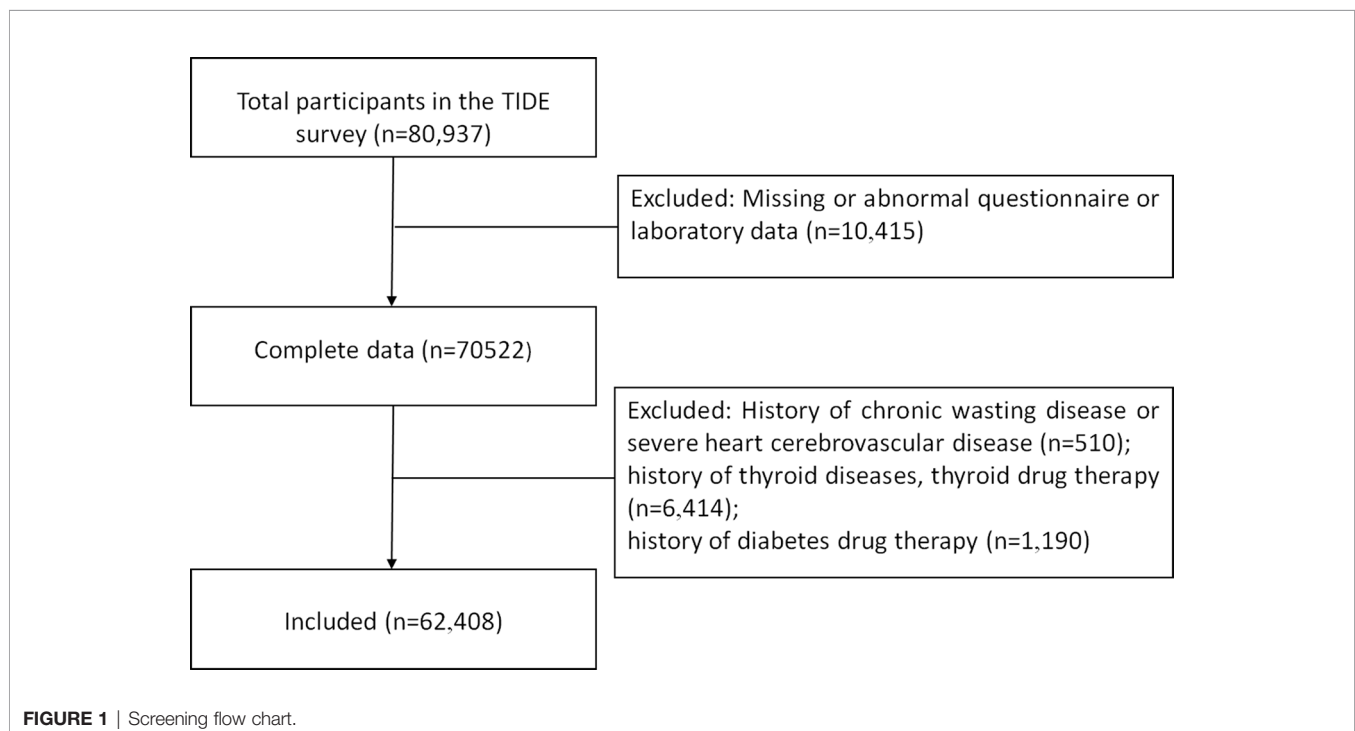 Total participants in the TIDE
survey (n=80,937)
Excluded: Missing or abnormal questionnaire or
laboratory data (n=10,415)
Complete data (n=70522)
Excluded: History of chronic wasting disease or
severe heart cerebrovascular disease (n=510);
history of thyroid diseases, thyroid drug therapy
(n=6,414);
history of diabetes drug therapy (n=1,190)
Included (n=62,408)
FIGURE 1 | Screening flow chart.